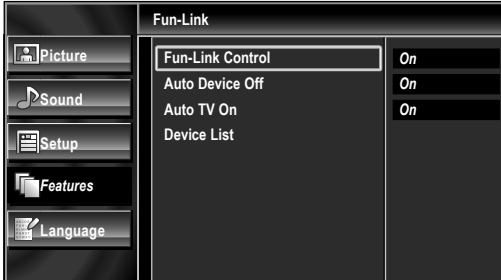 Fun-Link
Picture
Sound
Setup
Features
Language
Fun-Link Control On
Auto Device Off On
Auto TV On On
Device List